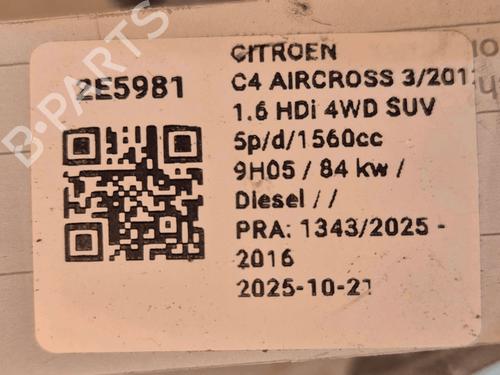 2E5981
CITROEN
C4 AIRCROSS 3/201
1.6 HDi 4WD SUV
5p/d/1560cc
9H05 / 84 kw /
Diesel / /
PRA: 1343/2025 -
2016
2025-10-21
B-PARTS